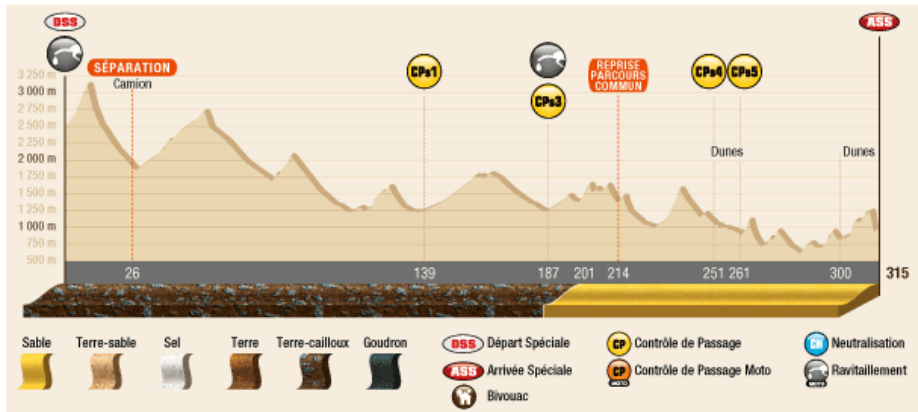 DSS
ASS
SÉPARATION
Camion
CPs1
CPs3
REPRISE
PARCOURS
COMMUN
CPs4
CPs5
3 250 m
3 000 m
2 750 m
2 500 m
2 250 m
2 000 m
1 750 m
1 500 m
1 250 m
1 000 m
750 m
500 m
Dunes
Dunes
26
139
187
201
214
251
261
300
315
Sable
Terre-sable
Sel
Terre
Terre-cailloux
Goudron
DSS Départ Spéciale
ASS Arrivée Spéciale
Bivouac
CP Contrôle de Passage
CP MOTO Contrôle de Passage Moto
CN Neutralisation
MOTO Ravitaillement